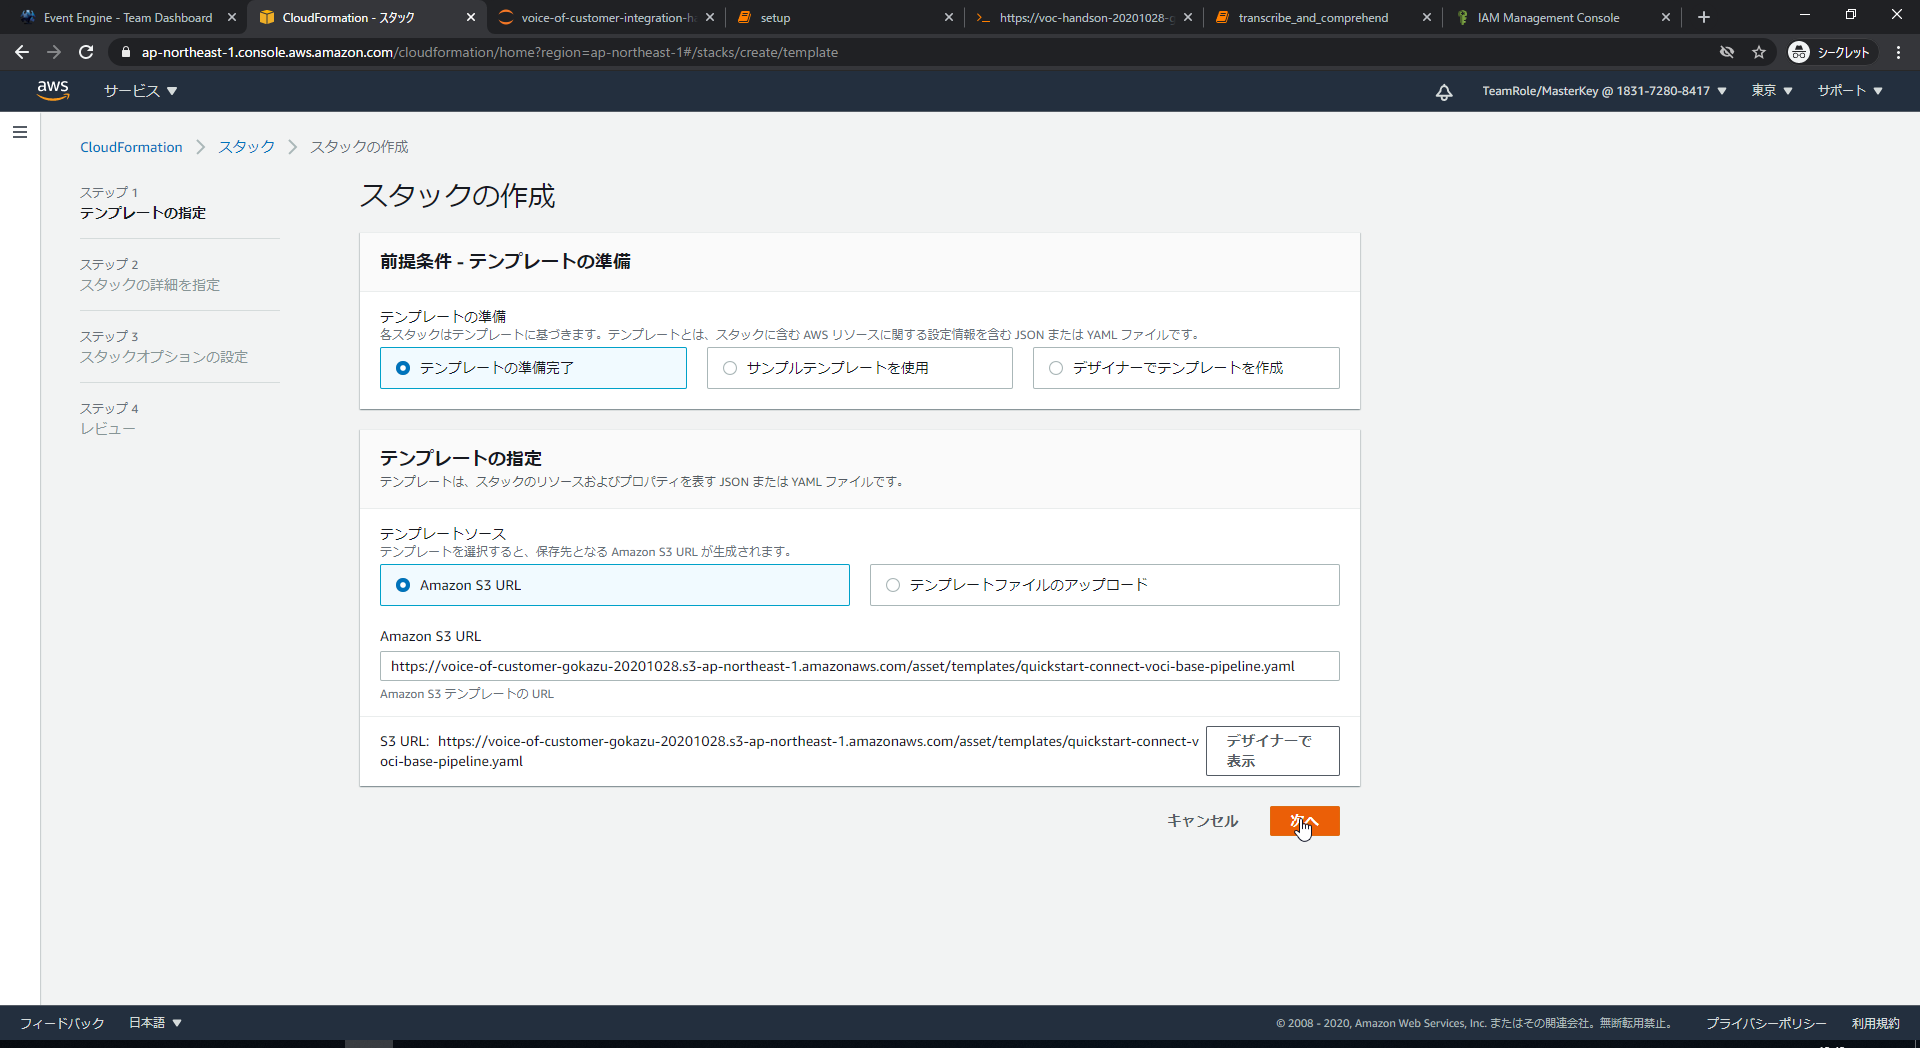 Event Engine - Team Dashboard
CloudFormation - スタック
voice-of-customer-integration-ha
setup
https://voc-handson-20201028-g
transcribe_and_comprehend
IAM Management Console
ap-northeast-1.console.aws.amazon.com/cloudformation/home?region=ap-northeast-1#/stacks/create/template
シークレット
aws
サービス
TeamRole/MasterKey @ 1831-7280-8417
東京
サポート
CloudFormation
スタック
スタックの作成
ステップ 1
テンプレートの指定
ステップ 2
スタックの詳細を指定
ステップ 3
スタックオプションの設定
ステップ 4
レビュー
スタックの作成
前提条件 - テンプレートの準備
テンプレートの準備
各スタックはテンプレートに基づきます。テンプレートとは、スタックに含む AWS リソースに関する設定情報を含む JSON または YAML ファイルです。
テンプレートの準備完了
サンプルテンプレートを使用
デザイナーでテンプレートを作成
テンプレートの指定
テンプレートは、スタックのリソースおよびプロパティを表す JSON または YAML ファイルです。
テンプレートソース
テンプレートを選択すると、保存先となる Amazon S3 URL が生成されます。
Amazon S3 URL
テンプレートファイルのアップロード
Amazon S3 URL
https://voice-of-customer-gokazu-20201028.s3-ap-northeast-1.amazonaws.com/asset/templates/quickstart-connect-voci-base-pipeline.yaml
Amazon S3 テンプレートの URL
S3 URL: https://voice-of-customer-gokazu-20201028.s3-ap-northeast-1.amazonaws.com/asset/templates/quickstart-connect-v
oci-base-pipeline.yaml
デザイナーで
表示
キャンセル
次へ
フィードバック
日本語
© 2008 - 2020, Amazon Web Services, Inc. またはその関連会社。無断転用禁止。
プライバシーポリシー
利用規約